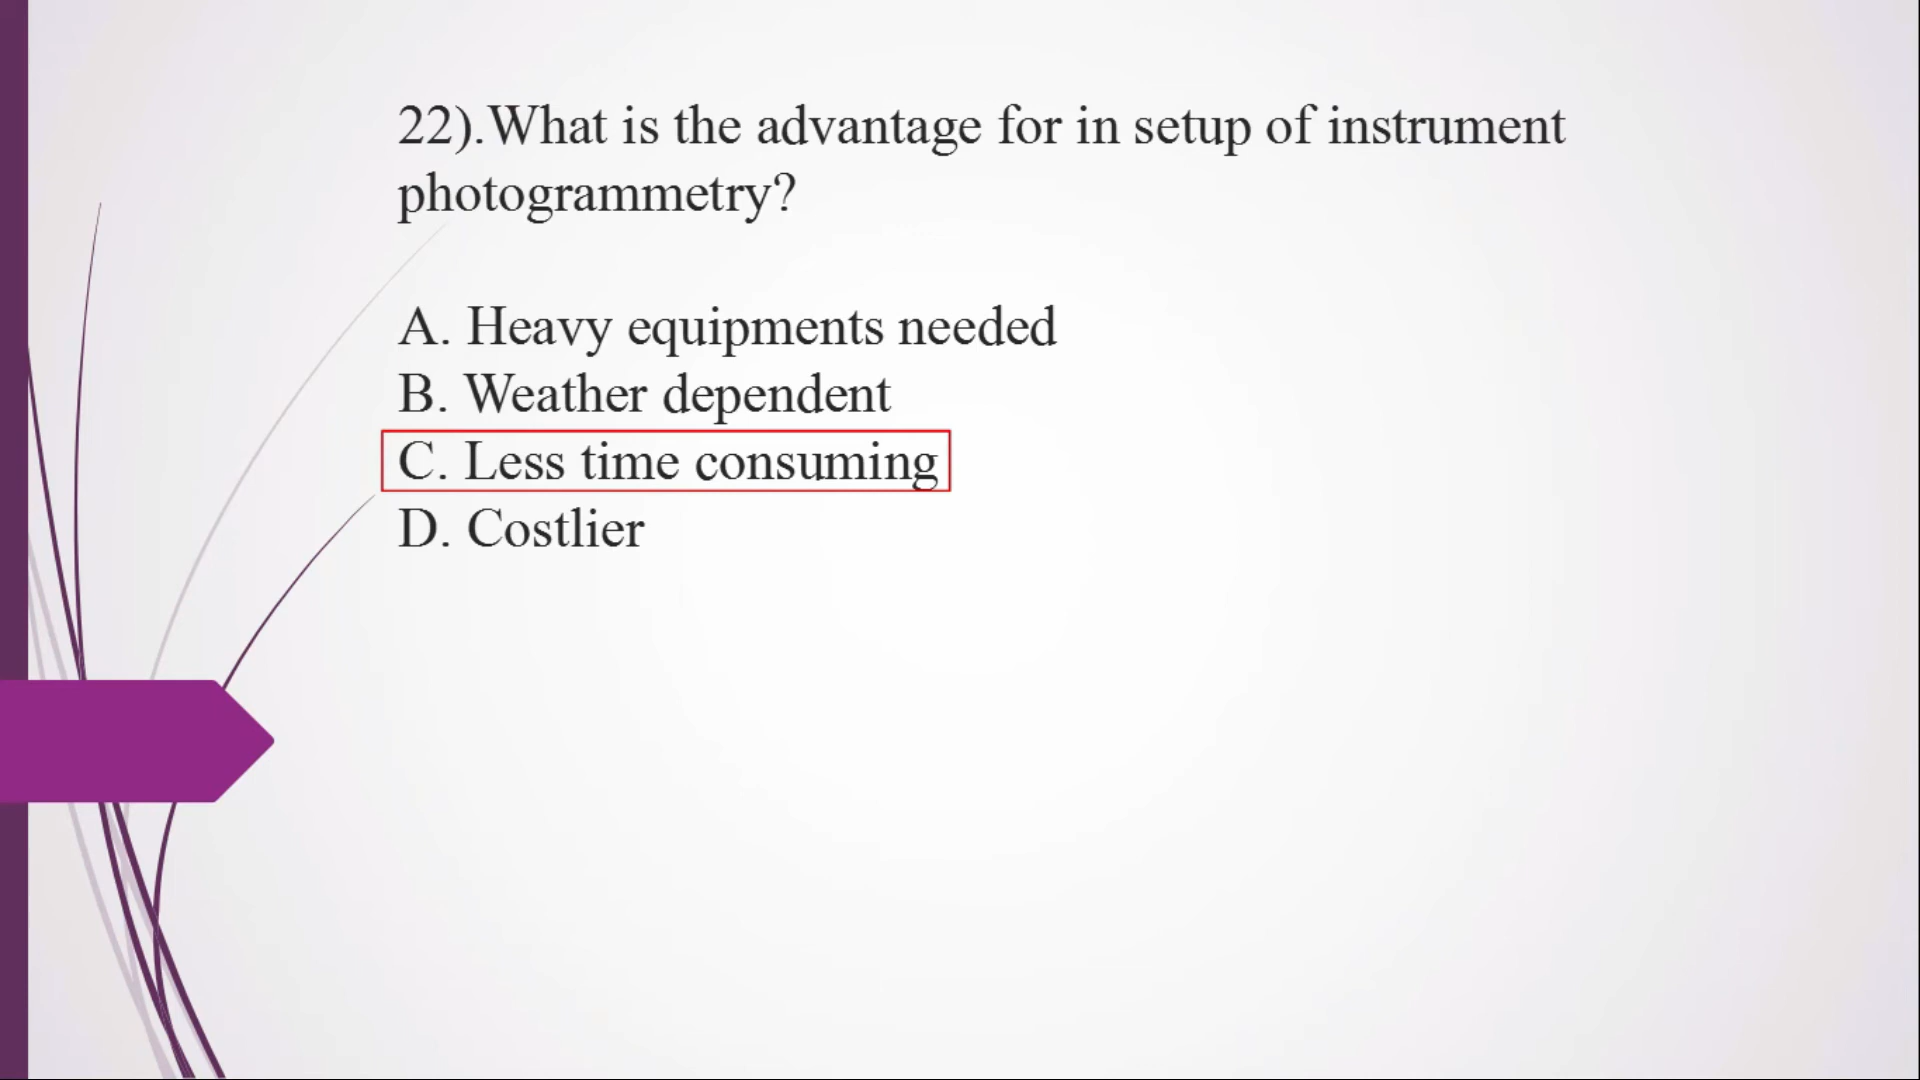 22).What is the advantage for in setup of instrument
photogrammetry?
A. Heavy equipments needed
B. Weather dependent
C. Less time consuming
D. Costlier